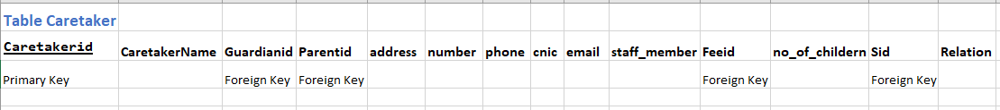 Table Caretaker
Caretakerid CaretakerName Guardianid Parentid address number phone cnic email staff_member Feeid no_of_childern Sid Relation
Primary Key Foreign Key Foreign Key Foreign Key Foreign Key